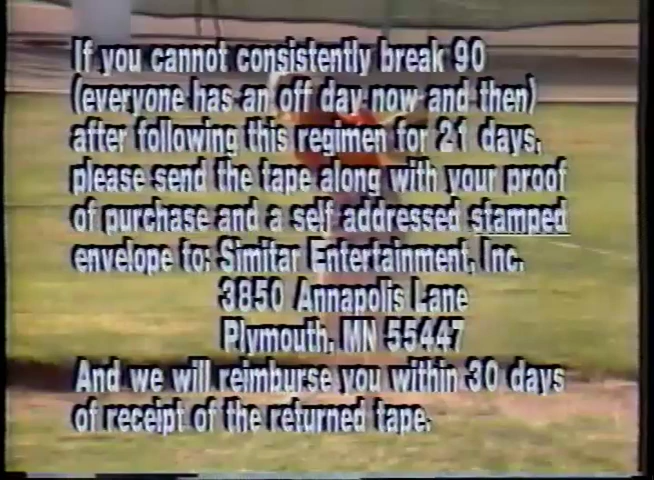 If you cannot consistently break 90
(everyone has an off day now and then)
after following this regimen for 21 days,
please send the tape along with your proof
of purchase and a self addressed stamped
envelope to: Simitar Entertainment, Inc.
3850 Annapolis Lane
Plymouth, MN 55447
And we will reimburse you within 30 days
of receipt of the returned tape.